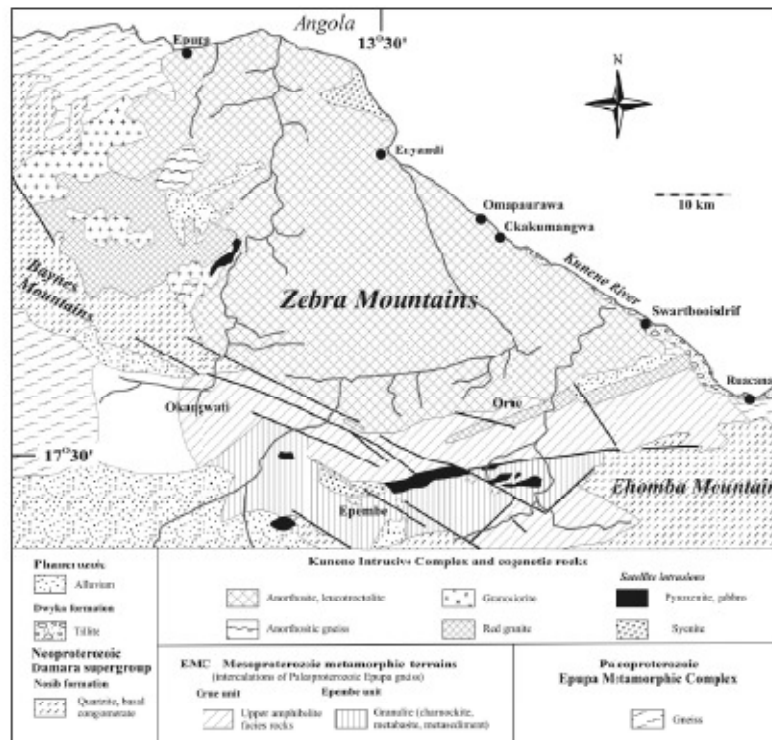 Angola
13°30'
Epupa
N
Euyandi
Omapaurawa
Ckakumangwa
10 km
Kunene River
Baynes
Mountains
Zebra Mountains
Swartbooisdrif
Ruacana
Okangwati
Orue
17°30'
Ehomba Mountain
Epembe
Phanerozoic
Alluvium
Dwyka formation
Tillite
Neoproterozoic
Damara supergroup
Nosib formation
Quartzite, basal
conglomerate
Kunene Intrusive Complex and cogenetic rocks
Satellite intrusions
Anorthosite, leucotroctolite
Granodiorite
Pyroxenite, gabbro
Anorthositic gneiss
Red granite
Syenite
EMC Mesoproterozoic metamorphic terrains
(intercalations of Paleoproterozoic Epupa gneiss)
Orue unit
Epembe unit
Upper amphibolite
facies rocks
Granulite (charnockite,
metabasite, metasediment)
Paleoproterozoic
Epupa Metamorphic Complex
Gneiss